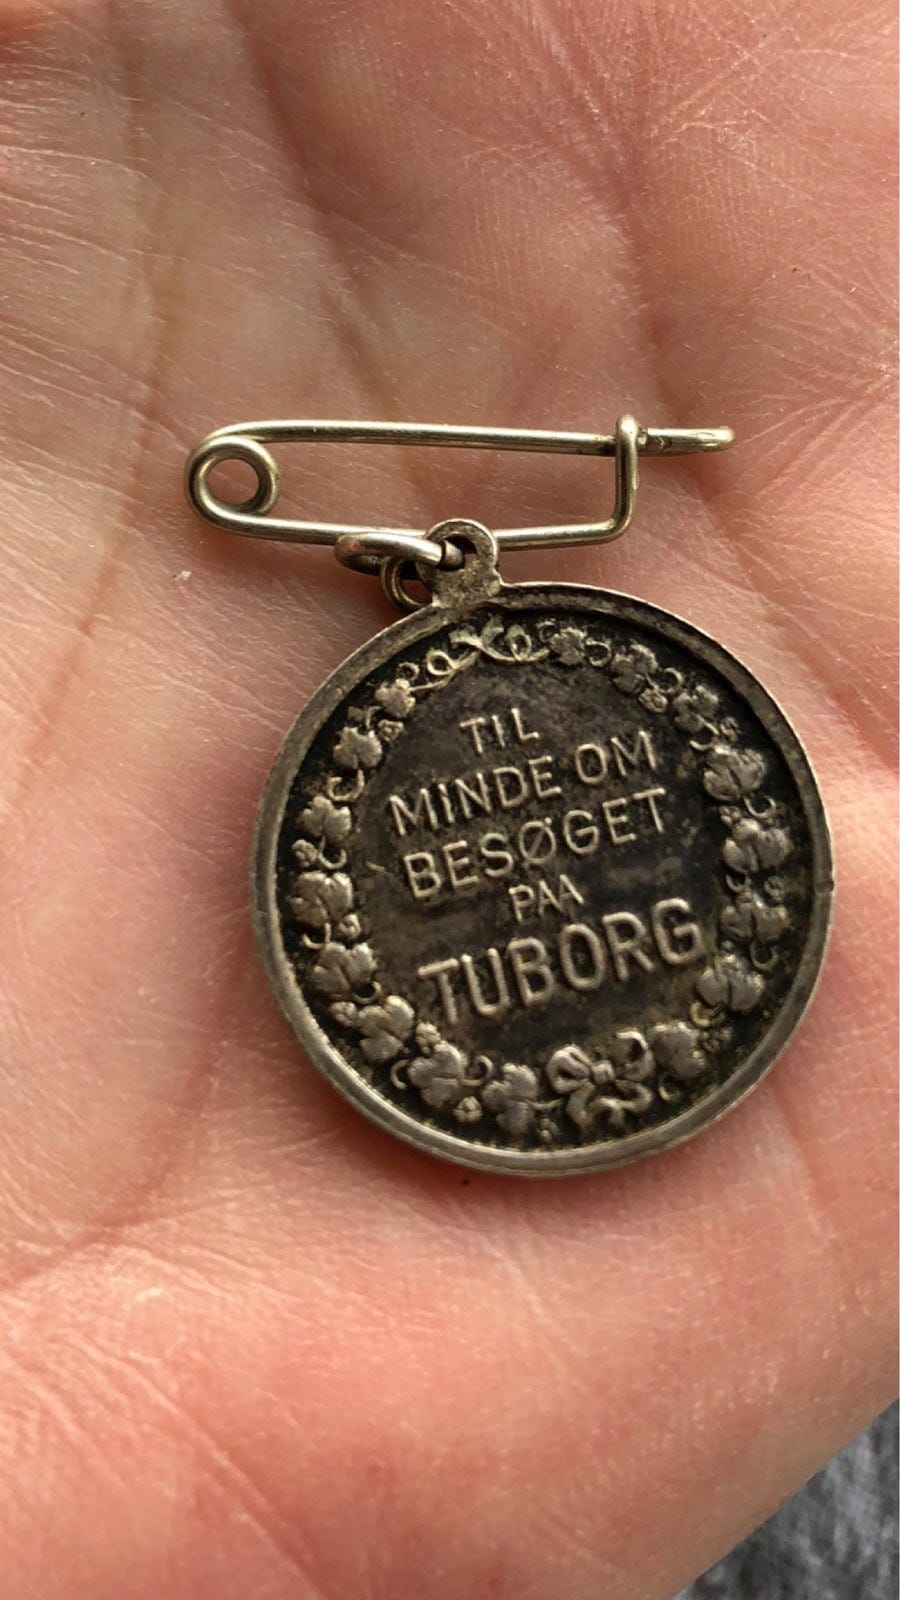 TIL
MINDE OM
BESØGET
PAA
TUBORG